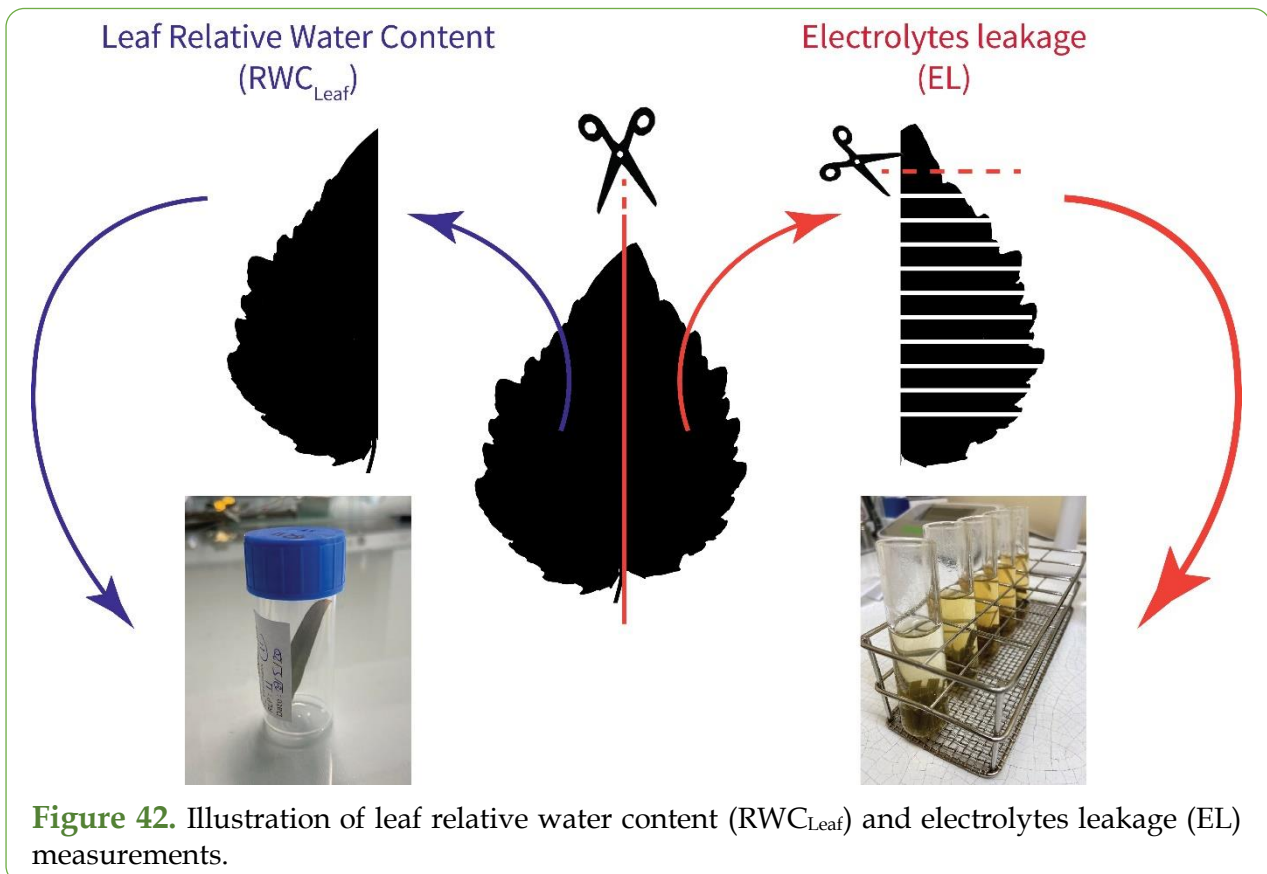 Leaf Relative Water Content
(RWCLeaf)
Electrolytes leakage
(EL)
Figure 42. Illustration of leaf relative water content (RWCLeaf) and electrolytes leakage (EL)
measurements.